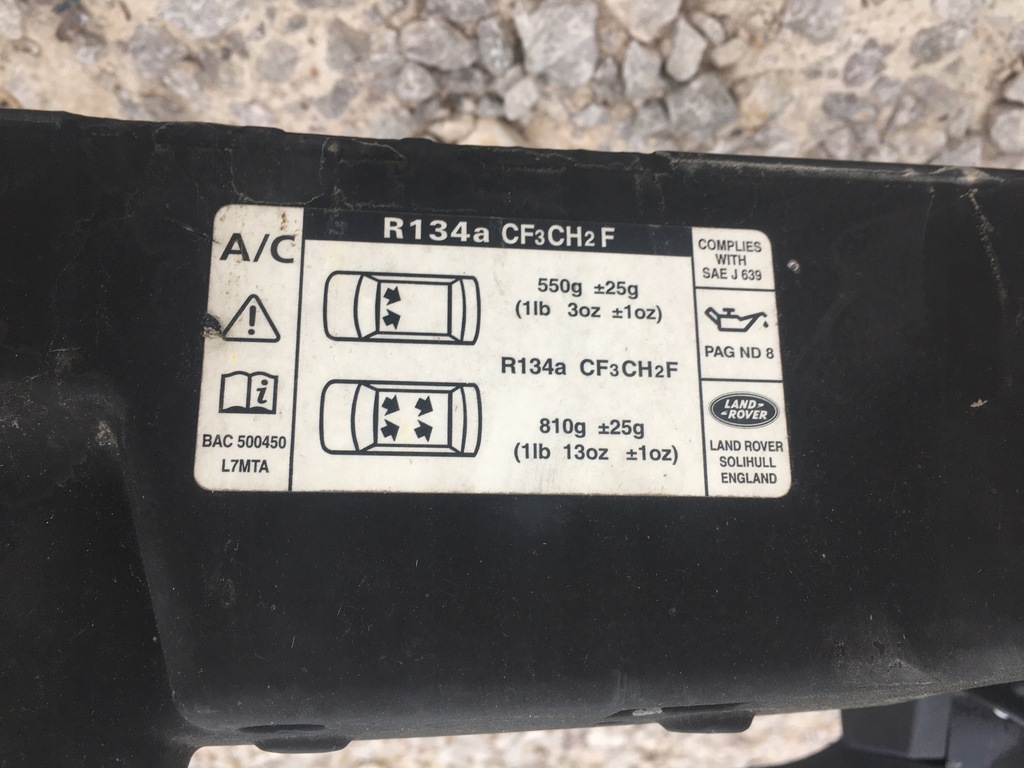 A/C
BAC 500450
L7MTA
R134a CF3CH2F
550g ±25g
(1lb 3oz ±1oz)
R134a CF3CH2F
810g ±25g
(1lb 13oz ±1oz)
COMPLIES
WITH
SAE J 639
PAG ND 8
LAND-
-ROVER
LAND ROVER
SOLIHULL
ENGLAND